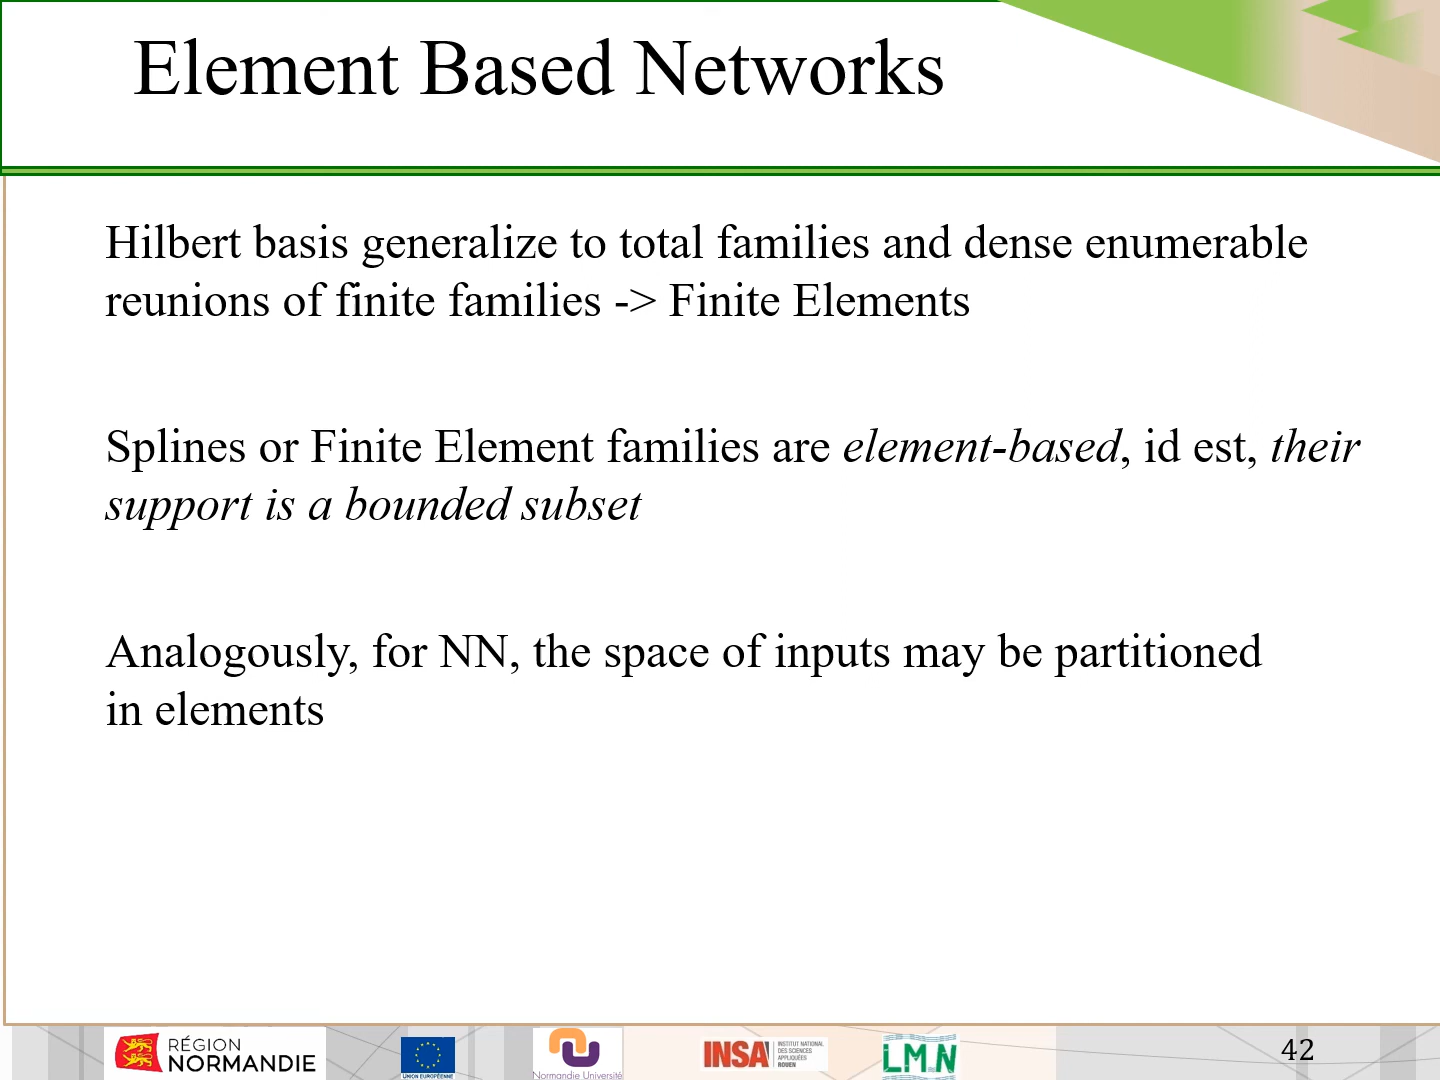 Element Based Networks
Hilbert basis generalize to total families and dense enumerable
reunions of finite families -> Finite Elements
Splines or Finite Element families are element-based, id est, their
support is a bounded subset
Analogously, for NN, the space of inputs may be partitioned
in elements
RÉGION
NORMANDIE
UNION EUROPÉENNE
Normandie Université
INSA
INSTITUT NATIONAL
DES SCIENCES
APPLIQUÉES
ROUEN
LMN
42